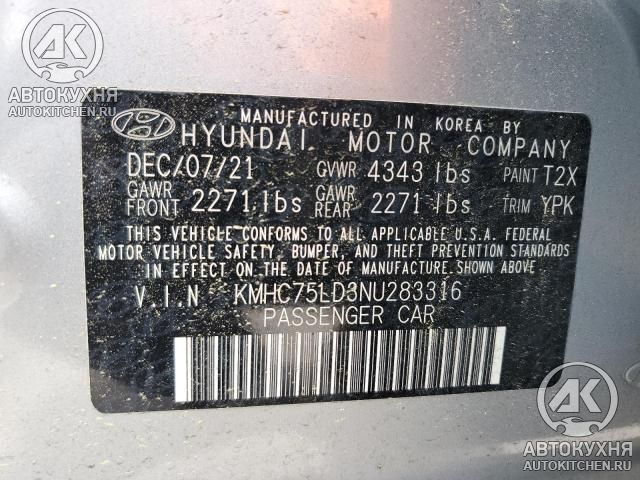 АК
АВТОКУХНЯ
AUTOKITCHEN.RU
MANUFACTURED IN KOREA BY
HYUNDAI MOTOR COMPANY
DEC/07/21 GVWR 4343 lbs PAINT T2X
GAWR FRONT 2271 lbs GAWR REAR 2271 lbs TRIM YPK
THIS VEHICLE CONFORMS TO ALL APPLICABLE U.S.A. FEDERAL
MOTOR VEHICLE SAFETY, BUMPER, AND THEFT PREVENTION STANDARDS
IN EFFECT ON THE DATE OF MANUFACTURE SHOWN ABOVE
V I N KMHC75LD3NU283316
PASSENGER CAR
АК
АВТОКУХНЯ
AUTOKITCHEN.RU